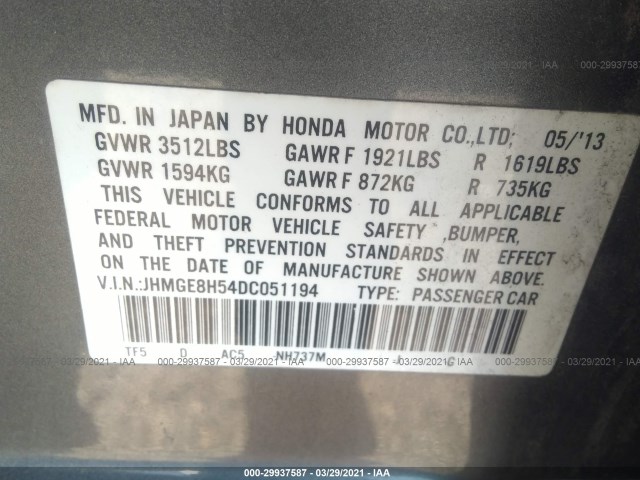 000-29937587 - 03/29/2021 - IAA
MFD. IN JAPAN BY HONDA MOTOR CO.,LTD; 05/'13
GVWR 3512LBS GAWR F 1921LBS R 1619LBS
GVWR 1594KG GAWR F 872KG R 735KG
THIS VEHICLE CONFORMS TO ALL APPLICABLE
FEDERAL MOTOR VEHICLE SAFETY ,BUMPER,
AND THEFT PREVENTION STANDARDS IN EFFECT
ON THE DATE OF MANUFACTURE SHOWN ABOVE.
V.I.N.:JHMGE8H54DC051194 TYPE: PASSENGER CAR
TF5 D AC5 NH737M C
000-29937587 - 03/29/2021 - IAA
000-29937587 - 03/29/2021 - IAA